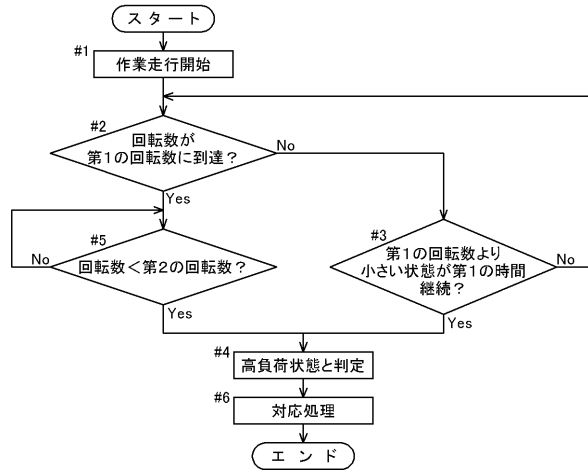 スタート
#1
作業走行開始
#2
回転数が
第1の回転数に到達？
No
Yes
#5
回転数＜第2の回転数？
No
Yes
#3
第1の回転数より
小さい状態が第1の時間
継続？
No
Yes
#4
高負荷状態と判定
#6
対応処理
エンド